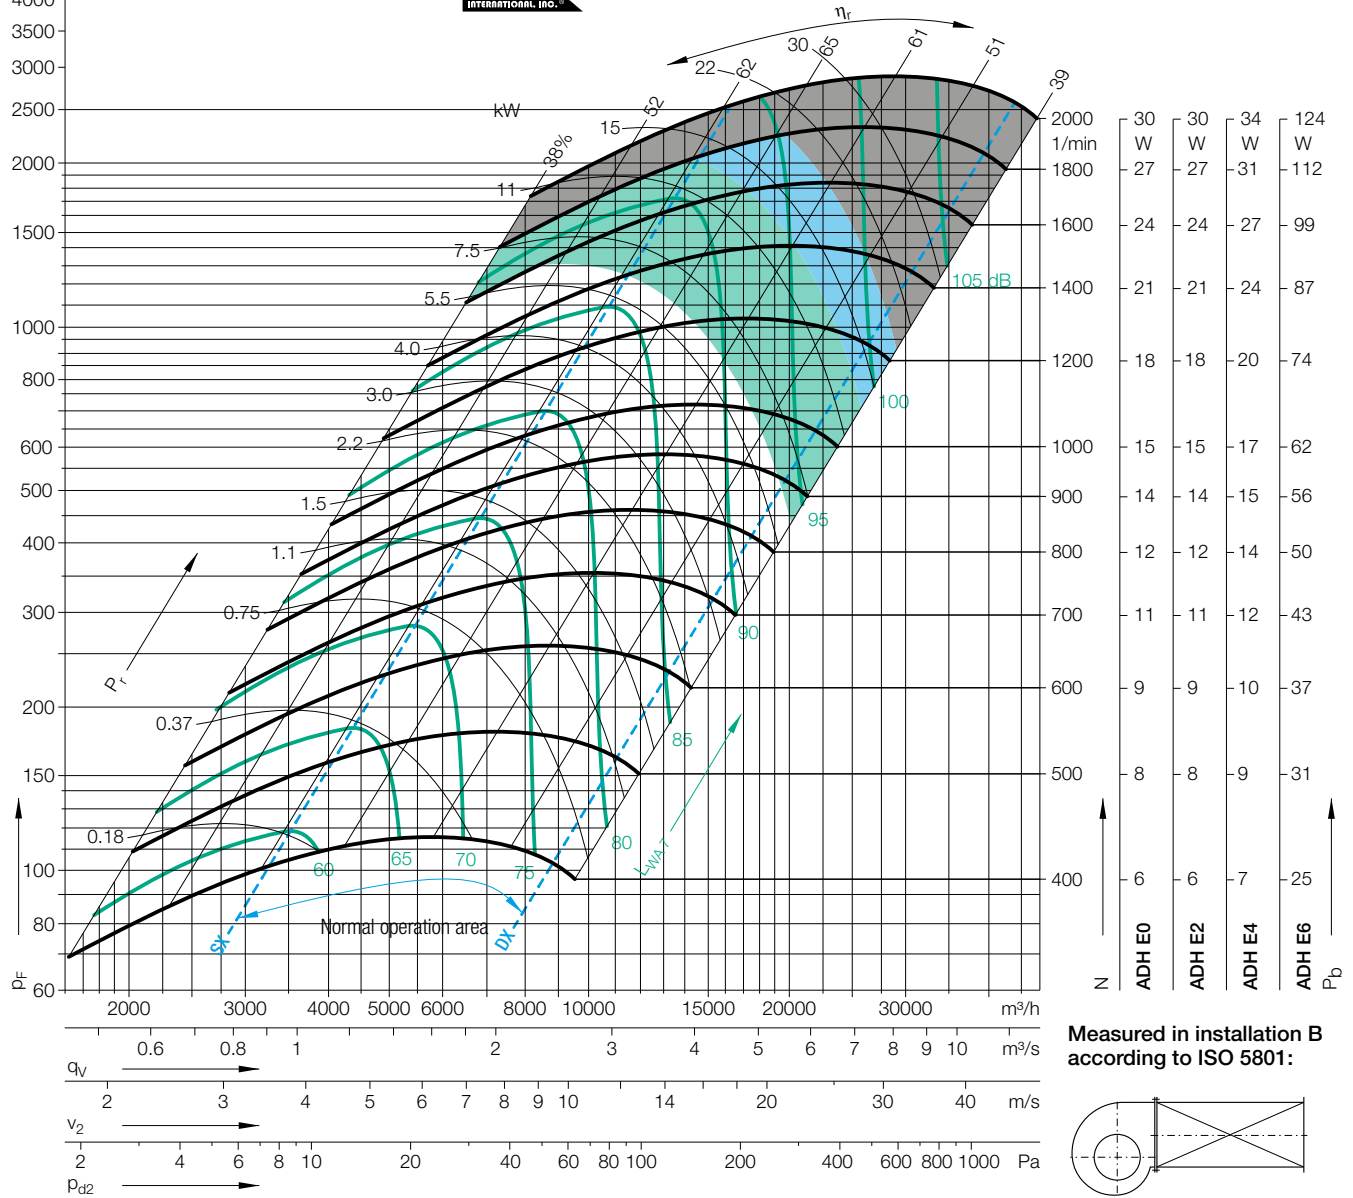 4000
INTERNATIONAL, INC.®
3500
3000
2500
2000
1500
1000
800
600
500
400
300
200
150
100
80
60
pF
Pr
kW
ηr
38%
52
62
65
61
51
39
30
22
15
11
7.5
5.5
4.0
3.0
2.2
1.5
1.1
0.75
0.37
0.18
105 dB
100
95
90
85
80
75
70
65
60
LWA 7
Normal operation area
SX
DX
2000 30 30 34 124
1/min W W W W
1800 27 27 31 112
1600 24 24 27 99
1400 21 21 24 87
1200 18 18 20 74
1000 15 15 17 62
900 14 14 15 56
800 12 12 14 50
700 11 11 12 43
600 9 9 10 37
500 8 8 9 31
400 6 6 7 25
N ADH E0 ADH E2 ADH E4 ADH E6 Pb
2000 3000 4000 5000 6000 8000 10000 15000 20000 30000 m³/h
0.6 0.8 1 2 3 4 5 6 7 8 9 10 m³/s
qV
2 3 4 5 6 7 8 9 10 14 20 30 40 m/s
v2
2 4 6 8 10 20 40 60 80 100 200 400 600 800 1000 Pa
pd2
Measured in installation B
according to ISO 5801: